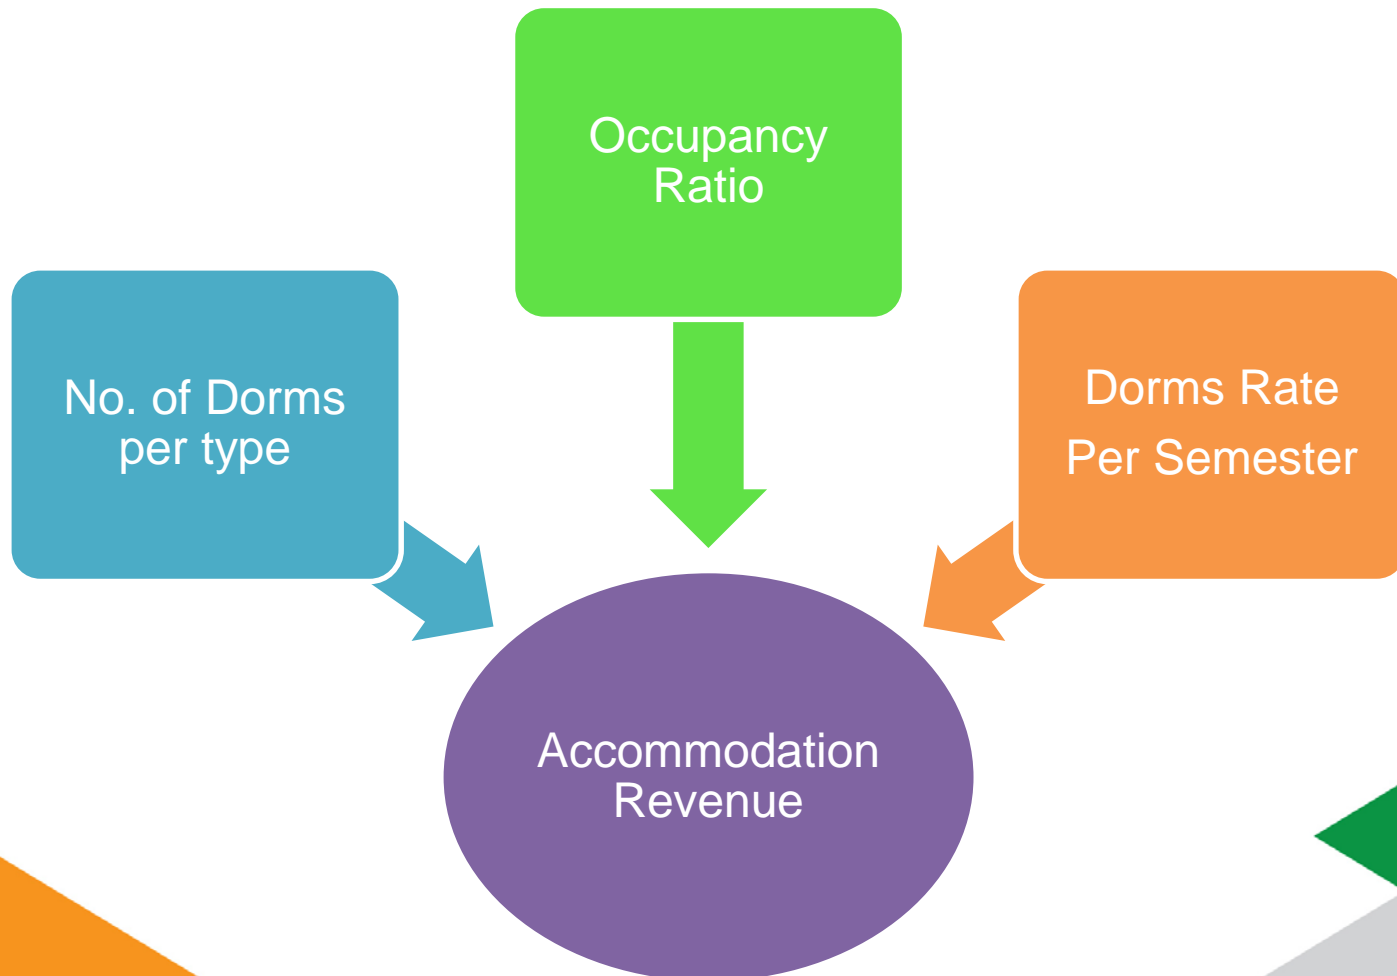 Occupancy
Ratio
No. of Dorms
per type
Dorms Rate
Per Semester
Accommodation
Revenue